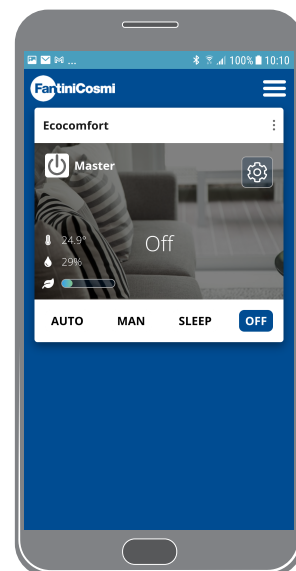 ... 100% 10:10
FantiniCosmi
Ecocomfort
Master
24.9°
Off
29%
AUTO MAN SLEEP OFF